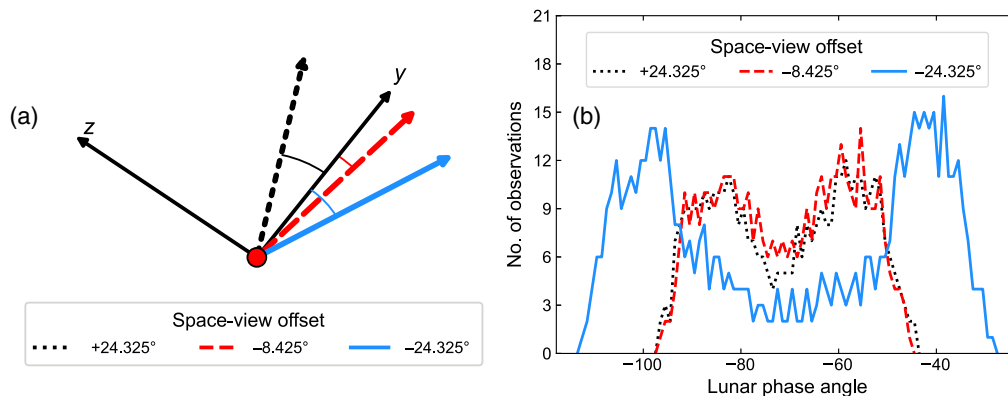 (a)
z
y
Space-view offset
+24.325° −8.425° −24.325°
(b)
No. of observations
21
18
15
12
9
6
3
0
Space-view offset
+24.325° −8.425° −24.325°
−100 −80 −60 −40
Lunar phase angle